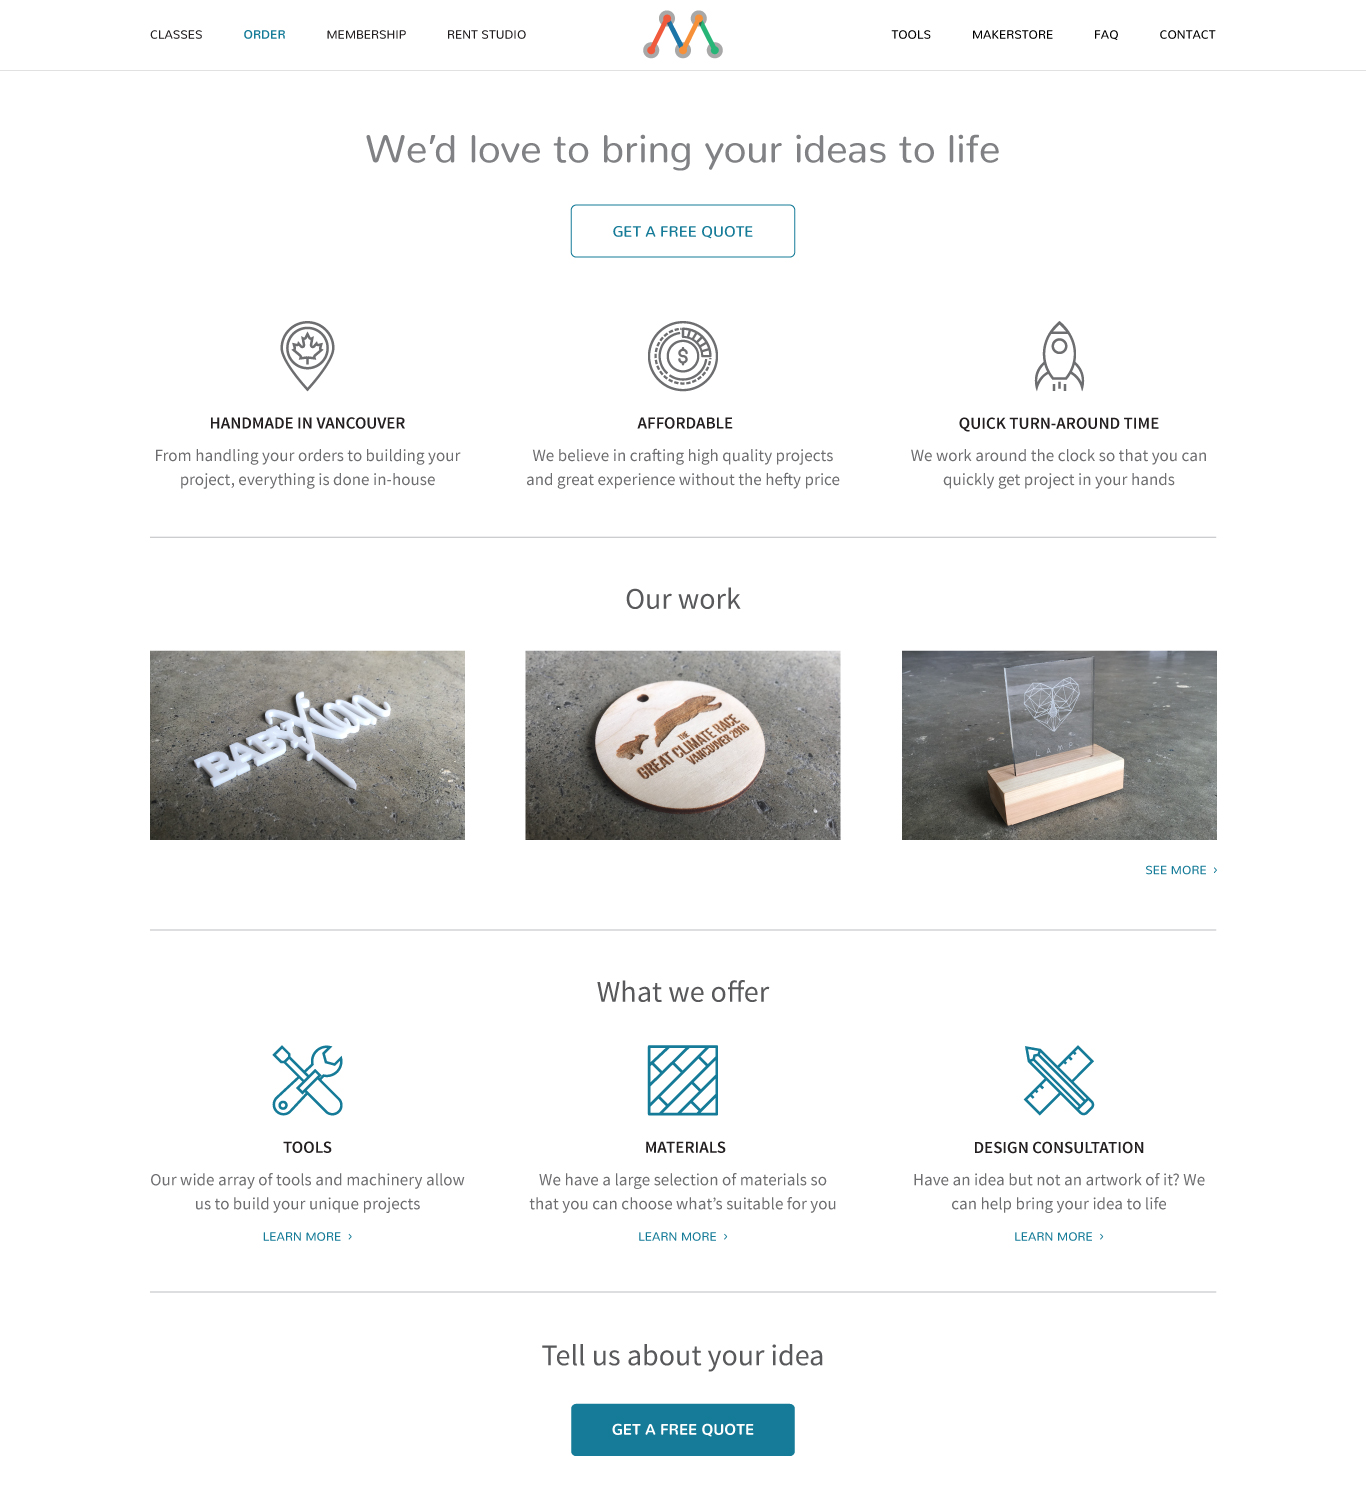 CLASSES ORDER MEMBERSHIP RENT STUDIO TOOLS MAKERSTORE FAQ CONTACT
We'd love to bring your ideas to life
GET A FREE QUOTE
HANDMADE IN VANCOUVER
From handling your orders to building your
project, everything is done in-house
AFFORDABLE
We believe in crafting high quality projects
and great experience without the hefty price
QUICK TURN-AROUND TIME
We work around the clock so that you can
quickly get project in your hands
Our work
BABY Xian
THE
GREAT CLIMATE RACE
VANCOUVER 2016
LAMP
SEE MORE ›
What we offer
TOOLS
Our wide array of tools and machinery allow
us to build your unique projects
LEARN MORE ›
MATERIALS
We have a large selection of materials so
that you can choose what's suitable for you
LEARN MORE ›
DESIGN CONSULTATION
Have an idea but not an artwork of it? We
can help bring your idea to life
LEARN MORE ›
Tell us about your idea
GET A FREE QUOTE